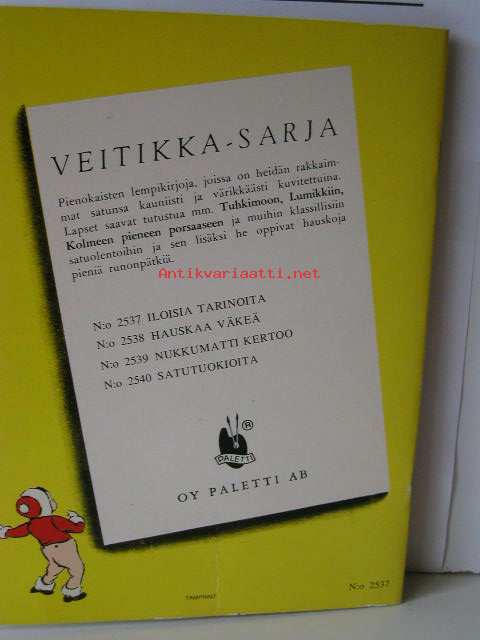 VEITIKKA-SARJA
Pienokaisten lempikirjoja, joissa on heidän rakkaim-
mat satunsa kauniisti ja värikkäästi kuvitettuina.
Lapset saavat tutustua mm. Tuhkimoon, Lumikkiin,
Kolmeen pieneen porsaaseen ja muihin klassillisiin
satuolentoihin ja sen lisäksi he oppivat hauskoja
pieniä runonpätkiä.
Antikvariaatti.net
N:o 2537 ILOISIA TARINOITA
N:o 2538 HAUSKAA VÄKEÄ
N:o 2539 NUKKUMATTI KERTOO
N:o 2540 SATUTUOKIOITA
®
PALETTI
OY PALETTI AB
N:o 2537